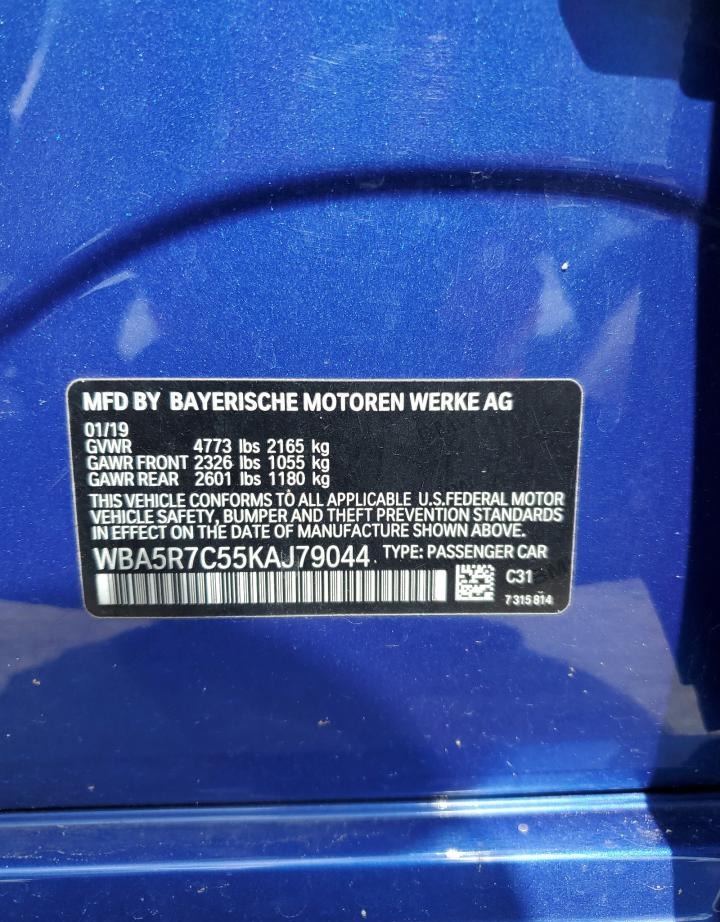 MFD BY BAYERISCHE MOTOREN WERKE AG
01/19
GVWR 4773 lbs 2165 kg
GAWR FRONT 2326 lbs 1055 kg
GAWR REAR 2601 lbs 1180 kg
THIS VEHICLE CONFORMS TO ALL APPLICABLE U.S.FEDERAL MOTOR
VEHICLE SAFETY, BUMPER AND THEFT PREVENTION STANDARDS
IN EFFECT ON THE DATE OF MANUFACTURE SHOWN ABOVE.
WBA5R7C55KAJ79044 TYPE: PASSENGER CAR
C31
7 315 814